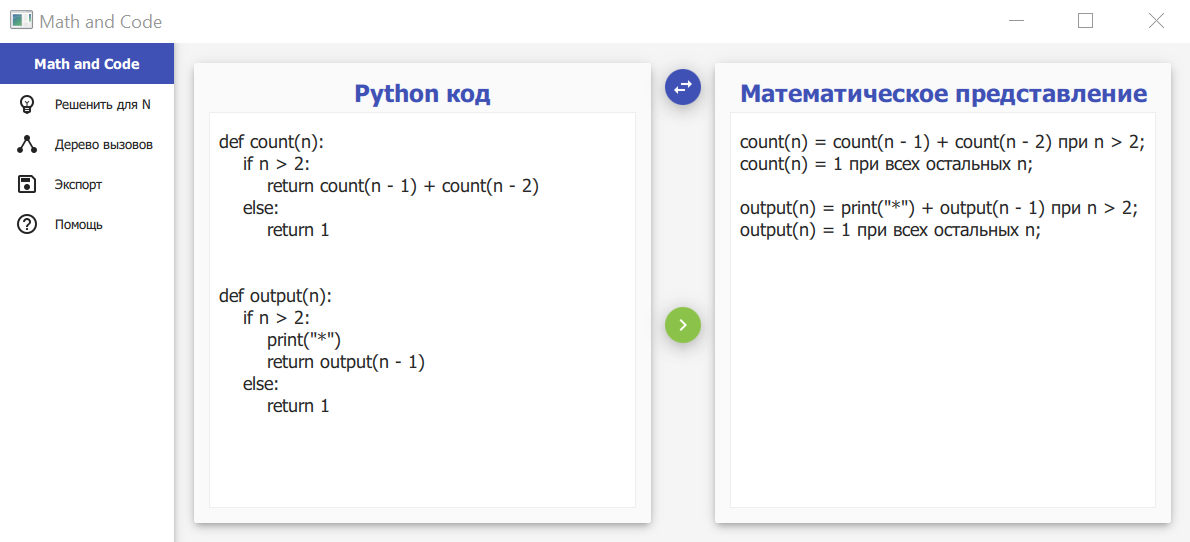 Math and Code
Math and Code
Решенить для N
Дерево вызовов
Экспорт
Помощь
Python код
def count(n):
if n > 2:
return count(n - 1) + count(n - 2)
else:
return 1
def output(n):
if n > 2:
print("*")
return output(n - 1)
else:
return 1
Математическое представление
count(n) = count(n - 1) + count(n - 2) при n > 2;
count(n) = 1 при всех остальных n;
output(n) = print("*") + output(n - 1) при n > 2;
output(n) = 1 при всех остальных n;